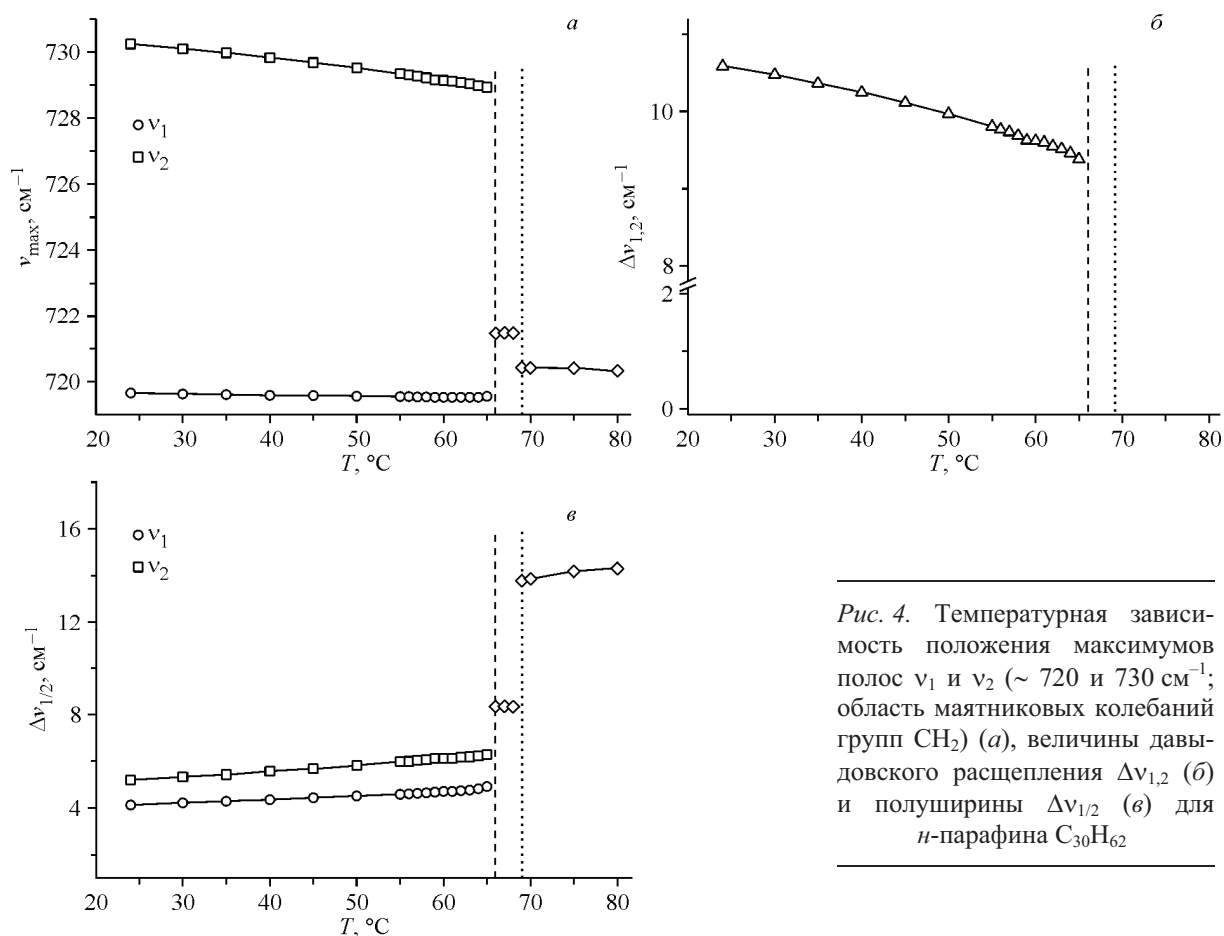 а
730
728
726
724
722
720
ν₁
ν₂
νmax, см⁻¹
20 30 40 50 60 70 80
T, °C
б
10
8
2
0
Δν₁,₂, см⁻¹
20 30 40 50 60 70 80
T, °C
в
16
12
8
4
ν₁
ν₂
Δν₁/₂, см⁻¹
20 30 40 50 60 70 80
T, °C
Рис. 4. Температурная зависи-
мость положения максимумов
полос ν₁ и ν₂ (~ 720 и 730 см⁻¹;
область маятниковых колебаний
групп CH₂) (а), величины давы-
довского расщепления Δν₁,₂ (б)
и полуширины Δν₁/₂ (в) для
н-парафина C₃₀H₆₂